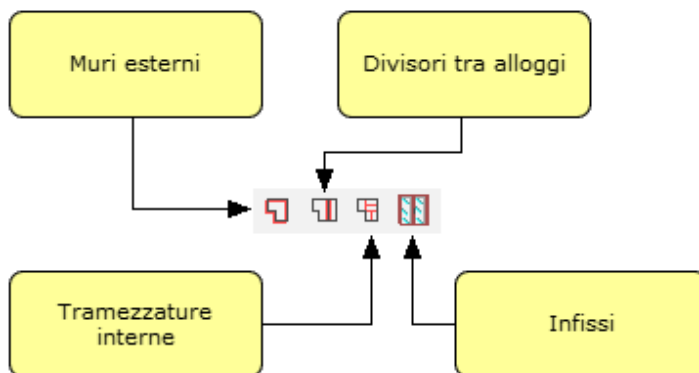 Muri esterni
Divisori tra alloggi
Tramezzature
interne
Infissi